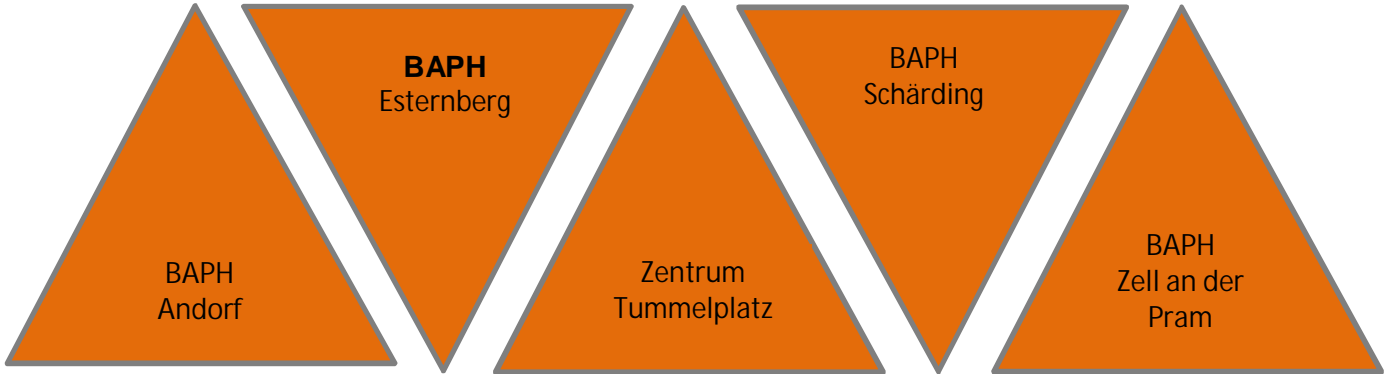 BAPH
Andorf
BAPH
Esternberg
Zentrum
Tummelplatz
BAPH
Schärding
BAPH
Zell an der
Pram